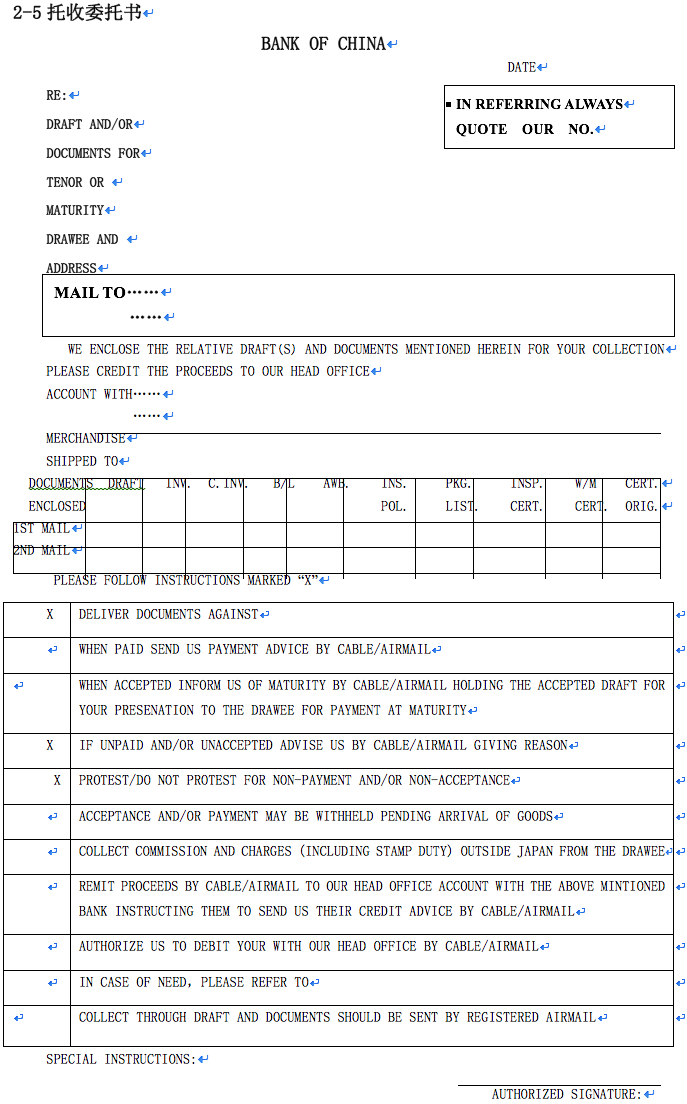 2-5 托收委托书
BANK OF CHINA
DATE
RE:
IN REFERRING ALWAYS
QUOTE OUR NO.
DRAFT AND/OR
DOCUMENTS FOR
TENOR OR
MATURITY
DRAWEE AND
ADDRESS
MAIL TO……
……
WE ENCLOSE THE RELATIVE DRAFT(S) AND DOCUMENTS MENTIONED HEREIN FOR YOUR COLLECTION
PLEASE CREDIT THE PROCEEDS TO OUR HEAD OFFICE
ACCOUNT WITH……
……
MERCHANDISE
SHIPPED TO
DOCUMENTS DRAFT INV. C. INV. B/L AWB. INS. PKG. INSP. W/M CERT.
ENCLOSED POL. LIST. CERT. CERT. ORIG.
1ST MAIL
2ND MAIL
PLEASE FOLLOW INSTRUCTIONS MARKED “X”
X DELIVER DOCUMENTS AGAINST
WHEN PAID SEND US PAYMENT ADVICE BY CABLE/AIRMAIL
WHEN ACCEPTED INFORM US OF MATURITY BY CABLE/AIRMAIL HOLDING THE ACCEPTED DRAFT FOR
YOUR PRESENATION TO THE DRAWEE FOR PAYMENT AT MATURITY
X IF UNPAID AND/OR UNACCEPTED ADVISE US BY CABLE/AIRMAIL GIVING REASON
X PROTEST/DO NOT PROTEST FOR NON-PAYMENT AND/OR NON-ACCEPTANCE
ACCEPTANCE AND/OR PAYMENT MAY BE WITHHELD PENDING ARRIVAL OF GOODS
COLLECT COMMISSION AND CHARGES (INCLUDING STAMP DUTY) OUTSIDE JAPAN FROM THE DRAWEE
REMIT PROCEEDS BY CABLE/AIRMAIL TO OUR HEAD OFFICE ACCOUNT WITH THE ABOVE MINTIONED
BANK INSTRUCTING THEM TO SEND US THEIR CREDIT ADVICE BY CABLE/AIRMAIL
AUTHORIZE US TO DEBIT YOUR WITH OUR HEAD OFFICE BY CABLE/AIRMAIL
IN CASE OF NEED, PLEASE REFER TO
COLLECT THROUGH DRAFT AND DOCUMENTS SHOULD BE SENT BY REGISTERED AIRMAIL
SPECIAL INSTRUCTIONS:
AUTHORIZED SIGNATURE: